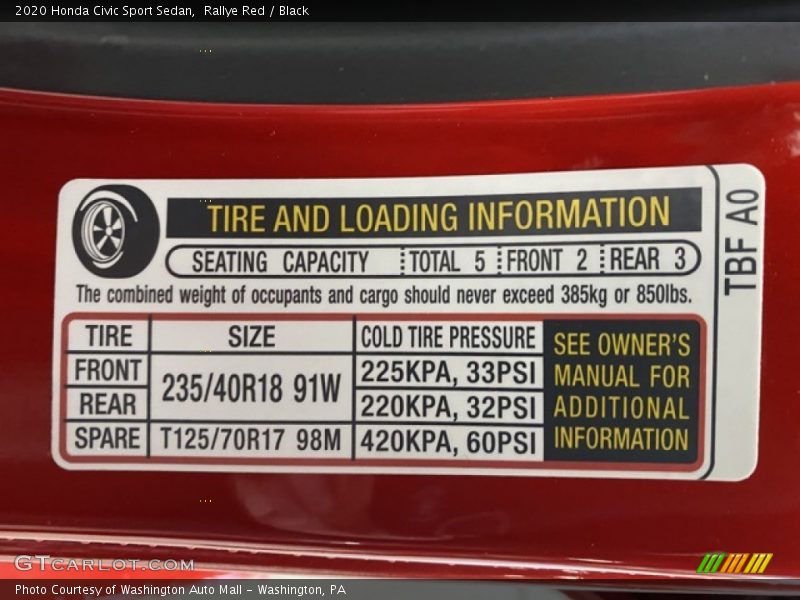 2020 Honda Civic Sport Sedan, Rallye Red / Black
TIRE AND LOADING INFORMATION
SEATING CAPACITY TOTAL 5 FRONT 2 REAR 3
The combined weight of occupants and cargo should never exceed 385kg or 850lbs.
TIRE SIZE COLD TIRE PRESSURE
FRONT 235/40R18 91W 225KPA, 33PSI
REAR 220KPA, 32PSI
SPARE T125/70R17 98M 420KPA, 60PSI
SEE OWNER'S
MANUAL FOR
ADDITIONAL
INFORMATION
TBF A0
GTCARLOT.COM
Photo Courtesy of Washington Auto Mall - Washington, PA